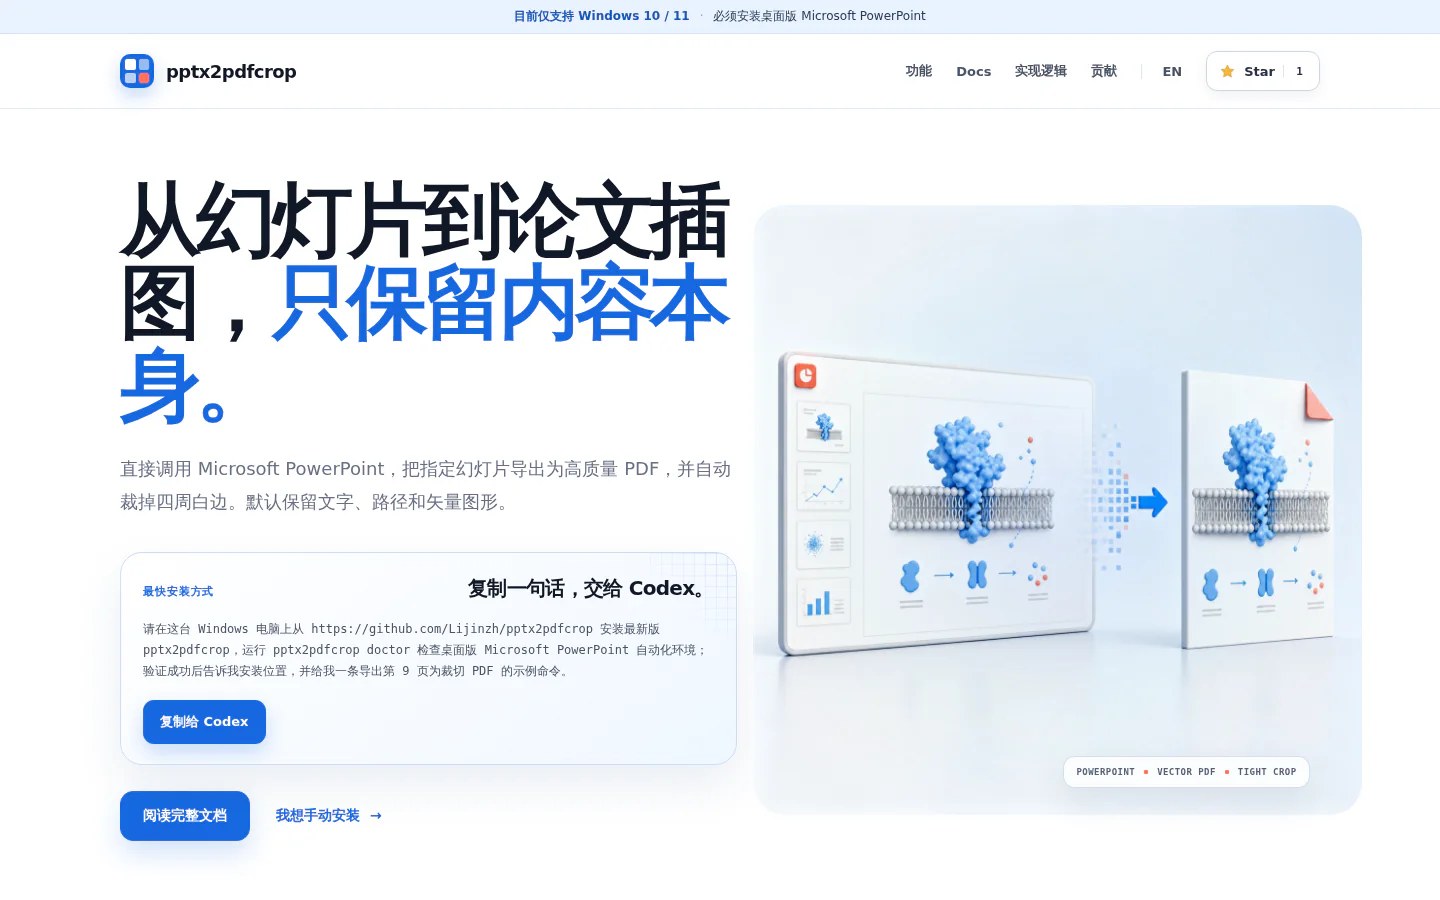 目前仅支持 Windows 10 / 11 · 必须安装桌面版 Microsoft PowerPoint
pptx2pdfcrop
功能 Docs 实现逻辑 贡献 EN Star 1
从幻灯片到论文插
图，只保留内容本
身。
直接调用 Microsoft PowerPoint，把指定幻灯片导出为高质量 PDF，并自动
裁掉四周白边。默认保留文字、路径和矢量图形。
最快安装方式
复制一句话，交给 Codex。
请在这台 Windows 电脑上从 https://github.com/Lijinzh/pptx2pdfcrop 安装最新版
pptx2pdfcrop，运行 pptx2pdfcrop doctor 检查桌面版 Microsoft PowerPoint 自动化环境；
验证成功后告诉我安装位置，并给我一条导出第 9 页为裁切 PDF 的示例命令。
复制给 Codex
阅读完整文档 我想手动安装 →
POWERPOINT VECTOR PDF TIGHT CROP